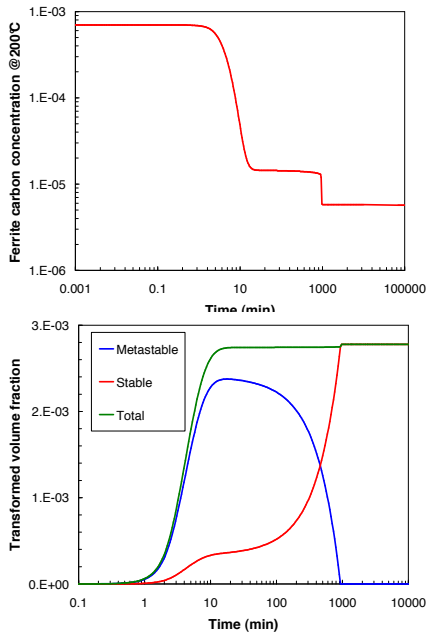 Ferrite carbon concentration @200℃
1.E-03
1.E-04
1.E-05
1.E-06
0.001 0.1 10 1000 100000
Time (min)
Transformed volume fraction
3.E-03
2.E-03
1.E-03
0.E+00
Metastable
Stable
Total
0.1 1 10 100 1000 10000
Time (min)